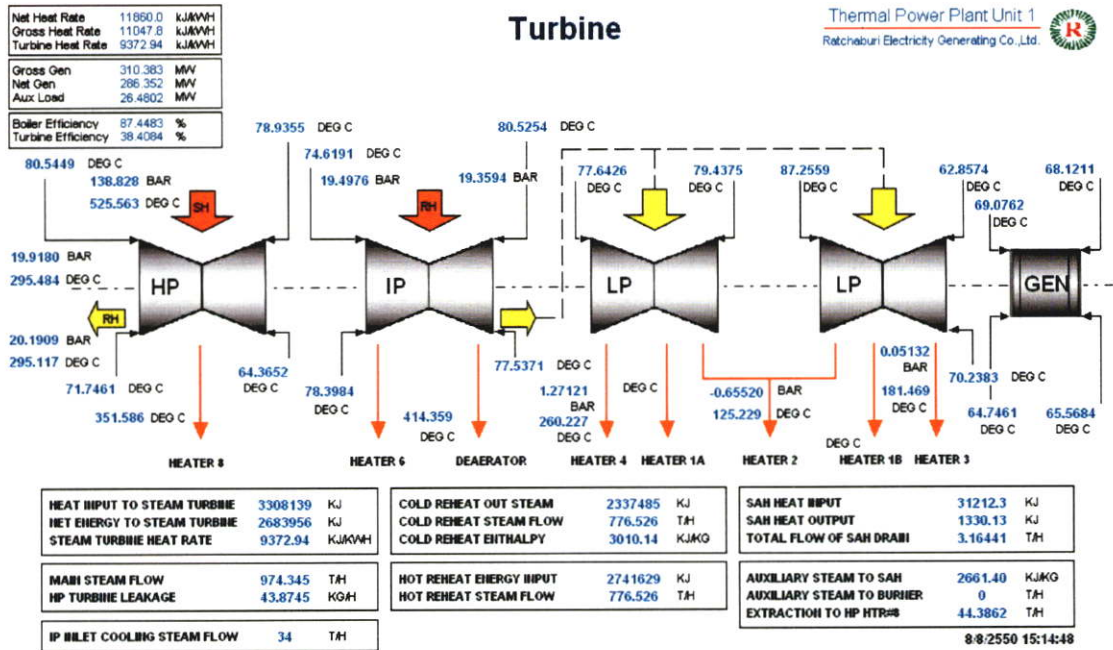 Turbine
Thermal Power Plant Unit 1
Ratchaburi Electricity Generating Co.,Ltd.
R
Net Heat Rate 11860.0 kJ/kWH
Gross Heat Rate 11047.8 kJ/kWH
Turbine Heat Rate 9372.94 kJ/kWH
Gross Gen 310.383 MW
Net Gen 286.352 MW
Aux Load 26.4802 MW
Boiler Efficiency 87.4483 %
Turbine Efficiency 38.4084 %
80.5449 DEG C
138.828 BAR
525.563 DEG C
SH
78.9355 DEG C
74.6191 DEG C
19.4976 BAR
RH
80.5254 DEG C
19.3594 BAR
77.6426 DEG C
79.4375 DEG C
87.2559 DEG C
62.8574 DEG C
69.0762 DEG C
68.1211 DEG C
19.9180 BAR
295.484 DEG C
HP
IP
LP
LP
GEN
RH
20.1909 BAR
295.117 DEG C
71.7461 DEG C
64.3652 DEG C
351.586 DEG C
78.3984 DEG C
77.5371 DEG C
414.359 DEG C
1.27121 BAR
260.227 DEG C
DEG C
-0.65520 BAR
125.229 DEG C
0.05132 BAR
181.469 DEG C
DEG C
70.2383 DEG C
64.7461 DEG C
65.5684 DEG C
HEATER 8
HEATER 6
DEAERATOR
HEATER 4
HEATER 1A
HEATER 2
HEATER 1B
HEATER 3
HEAT INPUT TO STEAM TURBINE 3308139 KJ
NET ENERGY TO STEAM TURBINE 2683956 KJ
STEAM TURBINE HEAT RATE 9372.94 KJ/KWH
MAIN STEAM FLOW 974.345 T/H
HP TURBINE LEAKAGE 43.8745 KG/H
IP INLET COOLING STEAM FLOW 34 T/H
COLD REHEAT OUT STEAM 2337485 KJ
COLD REHEAT STEAM FLOW 776.526 T/H
COLD REHEAT ENTHALPY 3010.14 KJ/KG
HOT REHEAT ENERGY INPUT 2741629 KJ
HOT REHEAT STEAM FLOW 776.526 T/H
SAH HEAT INPUT 31212.3 KJ
SAH HEAT OUTPUT 1330.13 KJ
TOTAL FLOW OF SAH DRAIN 3.16441 T/H
AUXILIARY STEAM TO SAH 2661.40 KJ/KG
AUXILIARY STEAM TO BURNER 0 T/H
EXTRACTION TO HP HTR#8 44.3862 T/H
8/8/2550 15:14:48